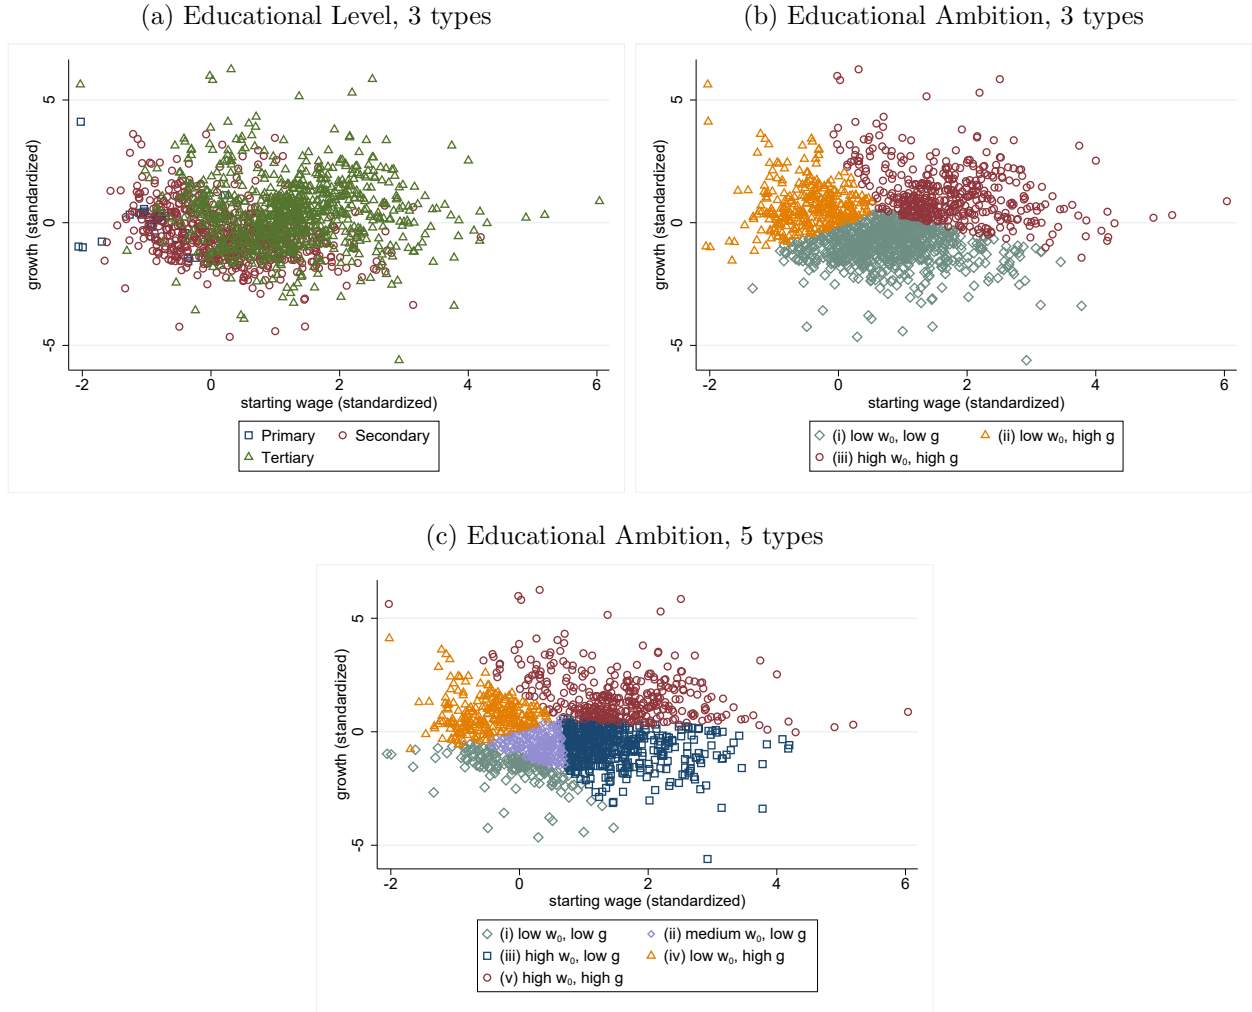 (a) Educational Level, 3 types
(b) Educational Ambition, 3 types
growth (standardized)
5
0
-5
-2 0 2 4 6
starting wage (standardized)
Primary Secondary
Tertiary
growth (standardized)
5
0
-5
-2 0 2 4 6
starting wage (standardized)
(i) low w₀, low g (ii) low w₀, high g
(iii) high w₀, high g
(c) Educational Ambition, 5 types
growth (standardized)
5
0
-5
-2 0 2 4 6
starting wage (standardized)
(i) low w₀, low g (ii) medium w₀, low g
(iii) high w₀, low g (iv) low w₀, high g
(v) high w₀, high g